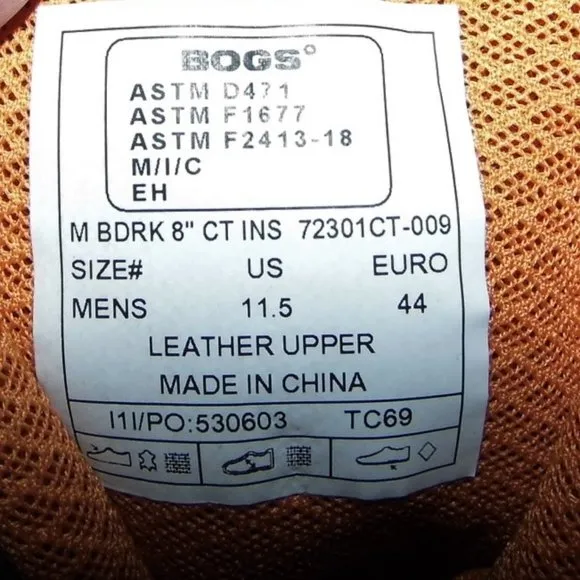 BOGS°
ASTM D471
ASTM F1677
ASTM F2413-18
M/I/C
EH
M BDRK 8" CT INS 72301CT-009
SIZE# US EURO
MENS 11.5 44
LEATHER UPPER
MADE IN CHINA
I1I/PO:530603 TC69